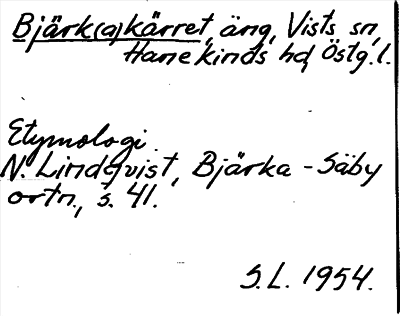 Bjärk(a)kärret, äng, Vists sn,
Hanekinds hd, Östg. l.
Etymologi.
N. Lindqvist, Bjärka-Säby
ortn., s. 41.
S.L. 1954.